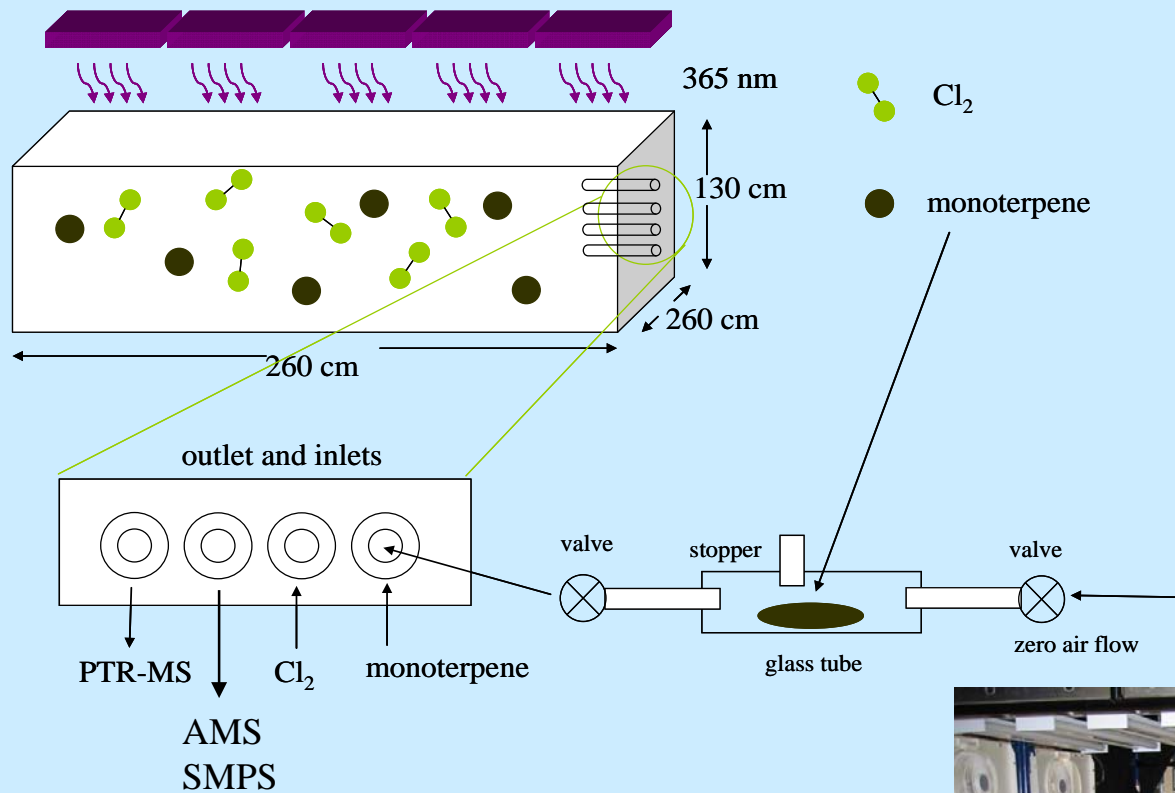 365 nm
Cl₂
130 cm
monoterpene
260 cm
260 cm
outlet and inlets
valve
stopper
valve
zero air flow
glass tube
PTR-MS
Cl₂
monoterpene
AMS
SMPS